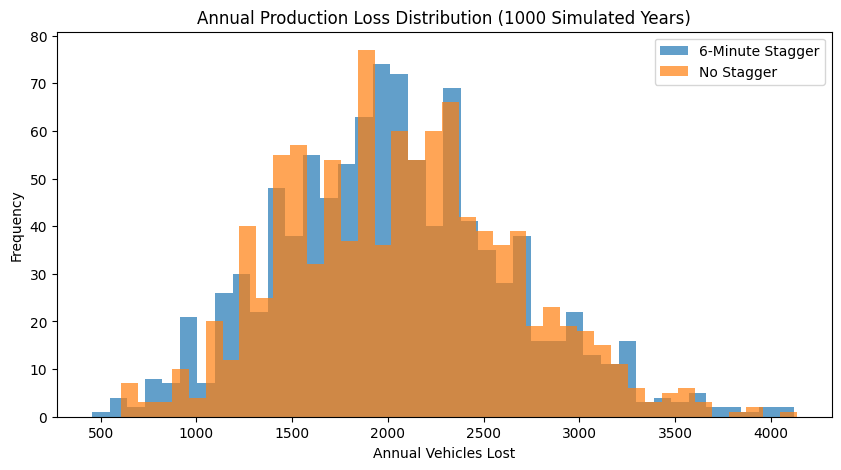 Annual Production Loss Distribution (1000 Simulated Years)
80
70
60
50
40
30
20
10
0
Frequency
6-Minute Stagger
No Stagger
500 1000 1500 2000 2500 3000 3500 4000
Annual Vehicles Lost